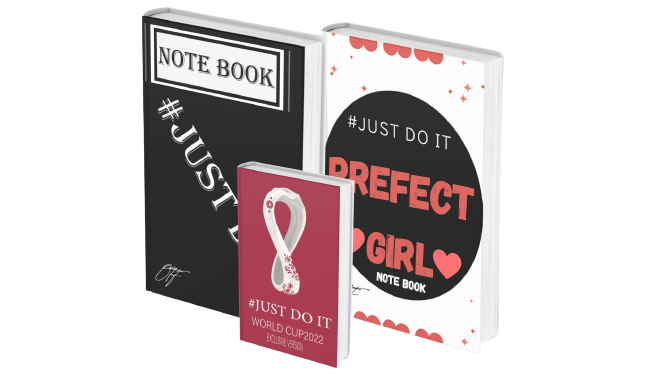 NOTE BOOK
#JUST D
#JUST DO IT
PREFECT
GIRL
NOTE BOOK
#JUST DO IT
WORLD CUP2022
EXCLUSIVE VERSION